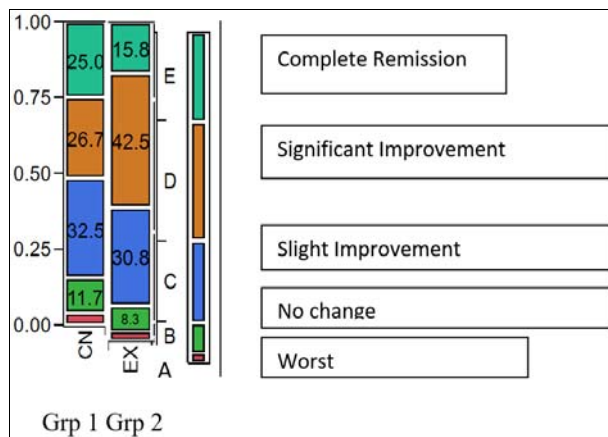 1.00
0.75
0.50
0.25
0.00
25.0
26.7
32.5
11.7
15.8
42.5
30.8
8.3
CN
EX
E
D
C
B
A
Complete Remission
Significant Improvement
Slight Improvement
No change
Worst
Grp 1 Grp 2